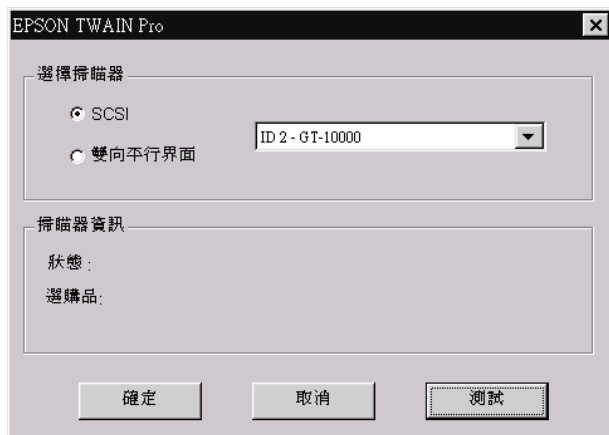 EPSON TWAIN Pro
選擇掃瞄器
SCSI
ID 2 - GT-10000
雙向平行界面
掃瞄器資訊
狀態 :
選購品:
確定
取消
測試